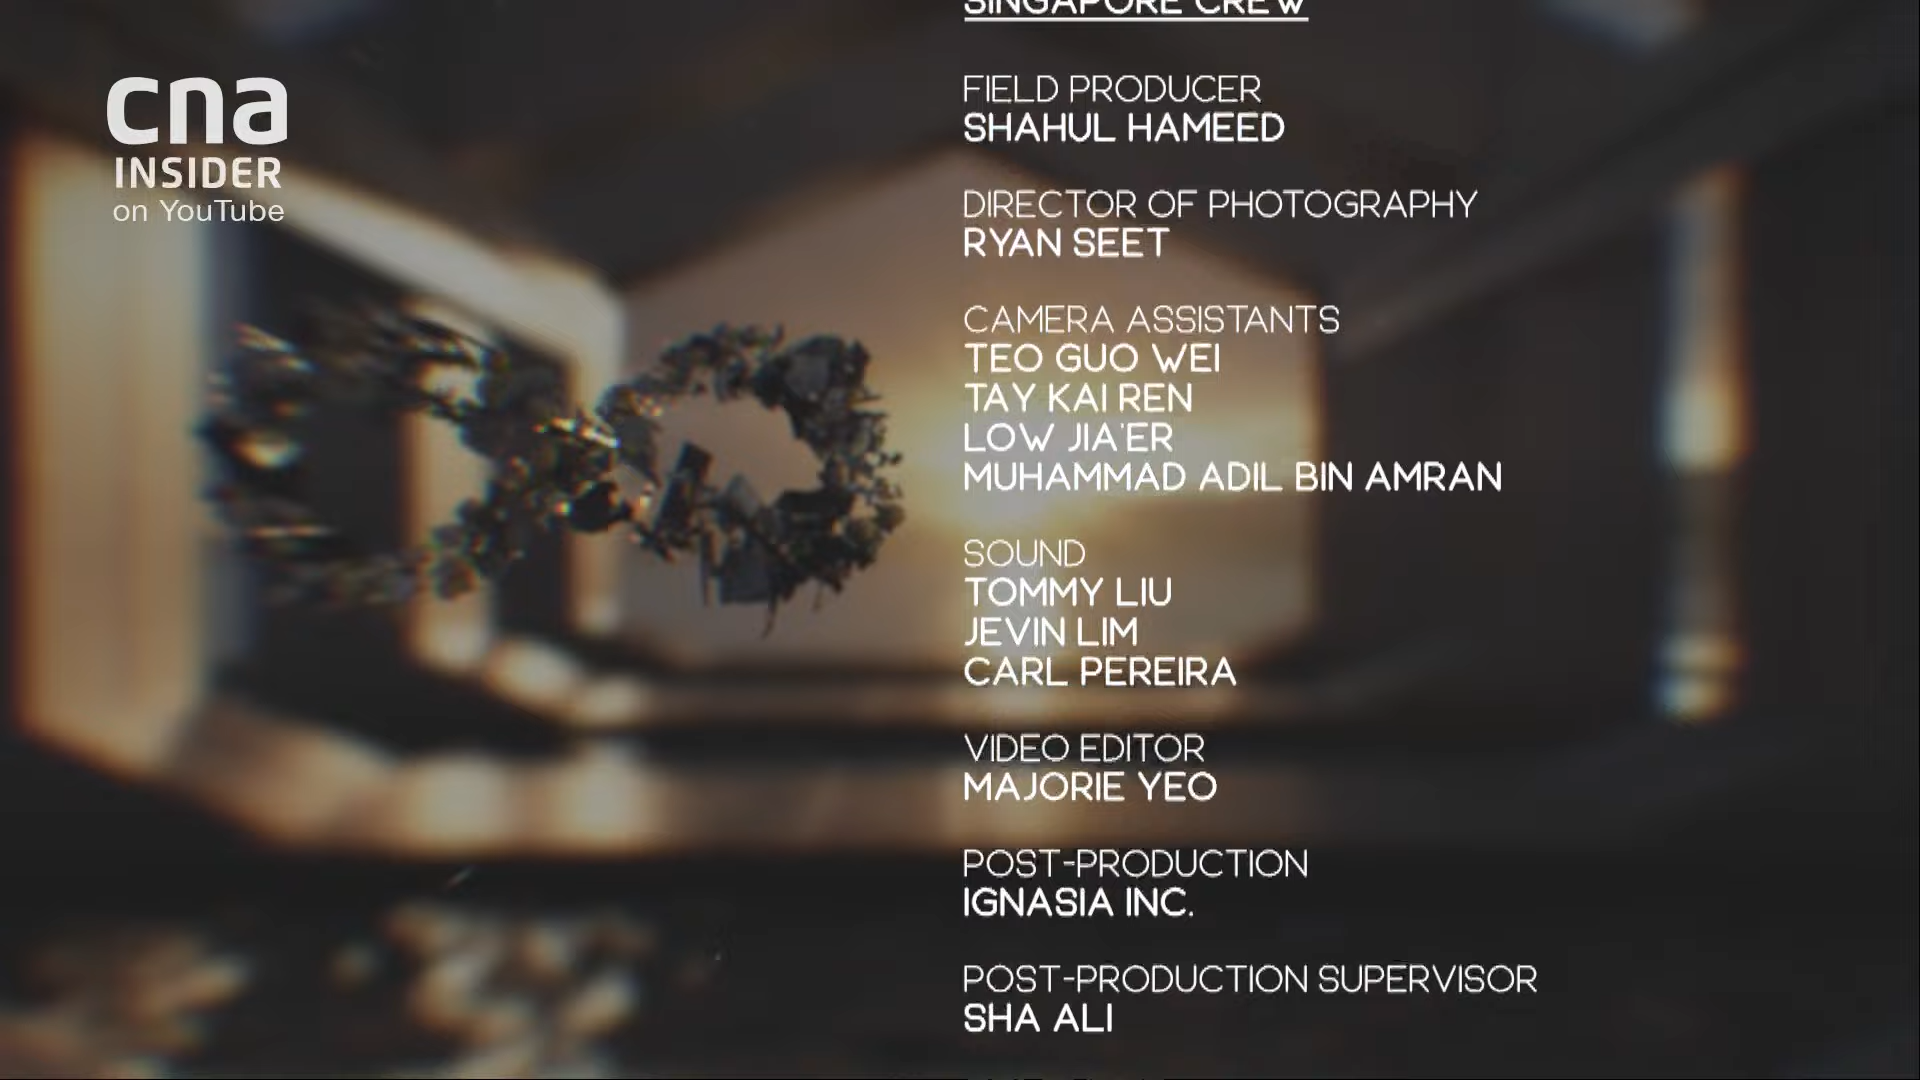 SINGAPORE CREW
cna
INSIDER
on YouTube
FIELD PRODUCER
SHAHUL HAMEED
DIRECTOR OF PHOTOGRAPHY
RYAN SEET
CAMERA ASSISTANTS
TEO GUO WEI
TAY KAI REN
LOW JIA'ER
MUHAMMAD ADIL BIN AMRAN
SOUND
TOMMY LIU
JEVIN LIM
CARL PEREIRA
VIDEO EDITOR
MAJORIE YEO
POST-PRODUCTION
IGNASIA INC.
POST-PRODUCTION SUPERVISOR
SHA ALI